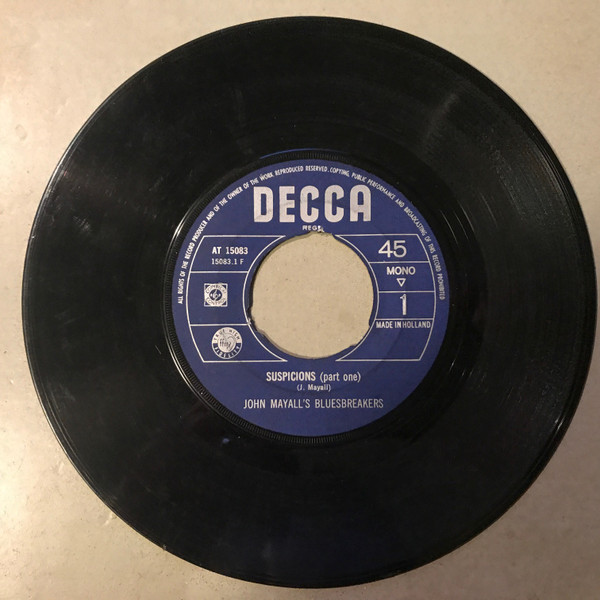 ALL RIGHTS OF THE RECORD PRODUCER AND OF THE OWNER OF THE WORK REPRODUCED RESERVED. COPYING, PUBLIC PERFORMANCE AND BROADCASTING OF THE RECORD PROHIBITED
DECCA
REGD.
AT 15083
15083.1 F
45
MONO
1
MADE IN HOLLAND
SUSPICIONS (part one)
(J. Mayall)
JOHN MAYALL'S BLUESBREAKERS